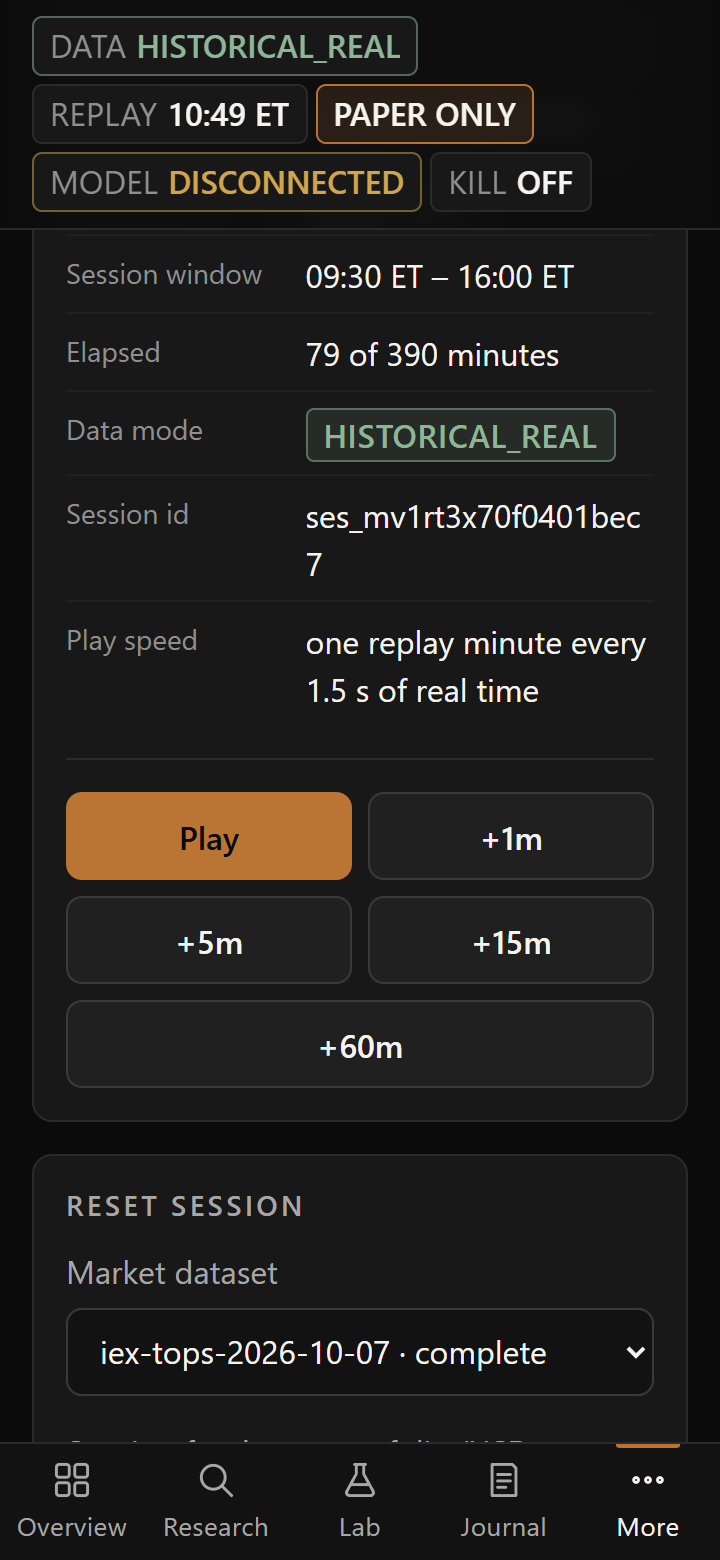 DATA HISTORICAL_REAL
REPLAY 10:49 ET PAPER ONLY
MODEL DISCONNECTED KILL OFF
Session window 09:30 ET – 16:00 ET
Elapsed 79 of 390 minutes
Data mode HISTORICAL_REAL
Session id ses_mv1rt3x70f0401bec
7
Play speed one replay minute every
1.5 s of real time
Play +1m
+5m +15m
+60m
RESET SESSION
Market dataset
iex-tops-2026-10-07 · complete
Overview Research Lab Journal More